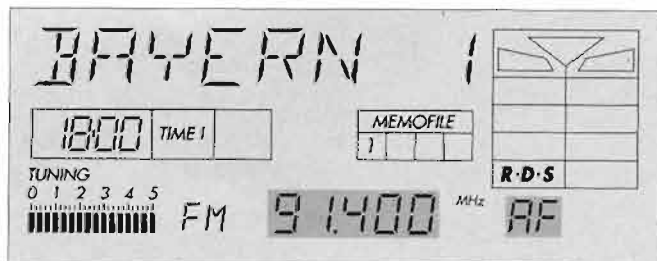 BAYERN 1
18:00 TIME 1
MEMOFILE
1
R·D·S
TUNING
0 1 2 3 4 5
FM 91.400 MHz AF